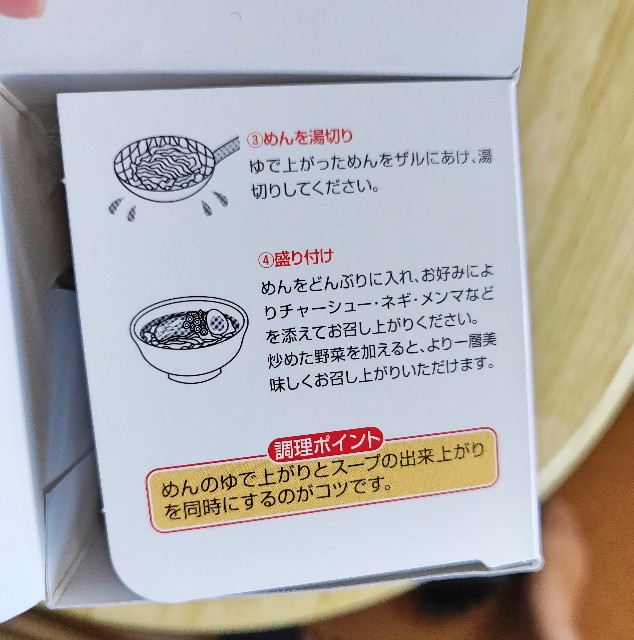 ③めんを湯切り
ゆで上がっためんをザルにあけ、湯
切りしてください。
④盛り付け
めんをどんぶりに入れ、お好みによ
りチャーシュー・ネギ・メンマなど
を添えてお召し上がりください。
炒めた野菜を加えると、より一層美
味しくお召し上がりいただけます。
調理ポイント
めんのゆで上がりとスープの出来上がり
を同時にするのがコツです。